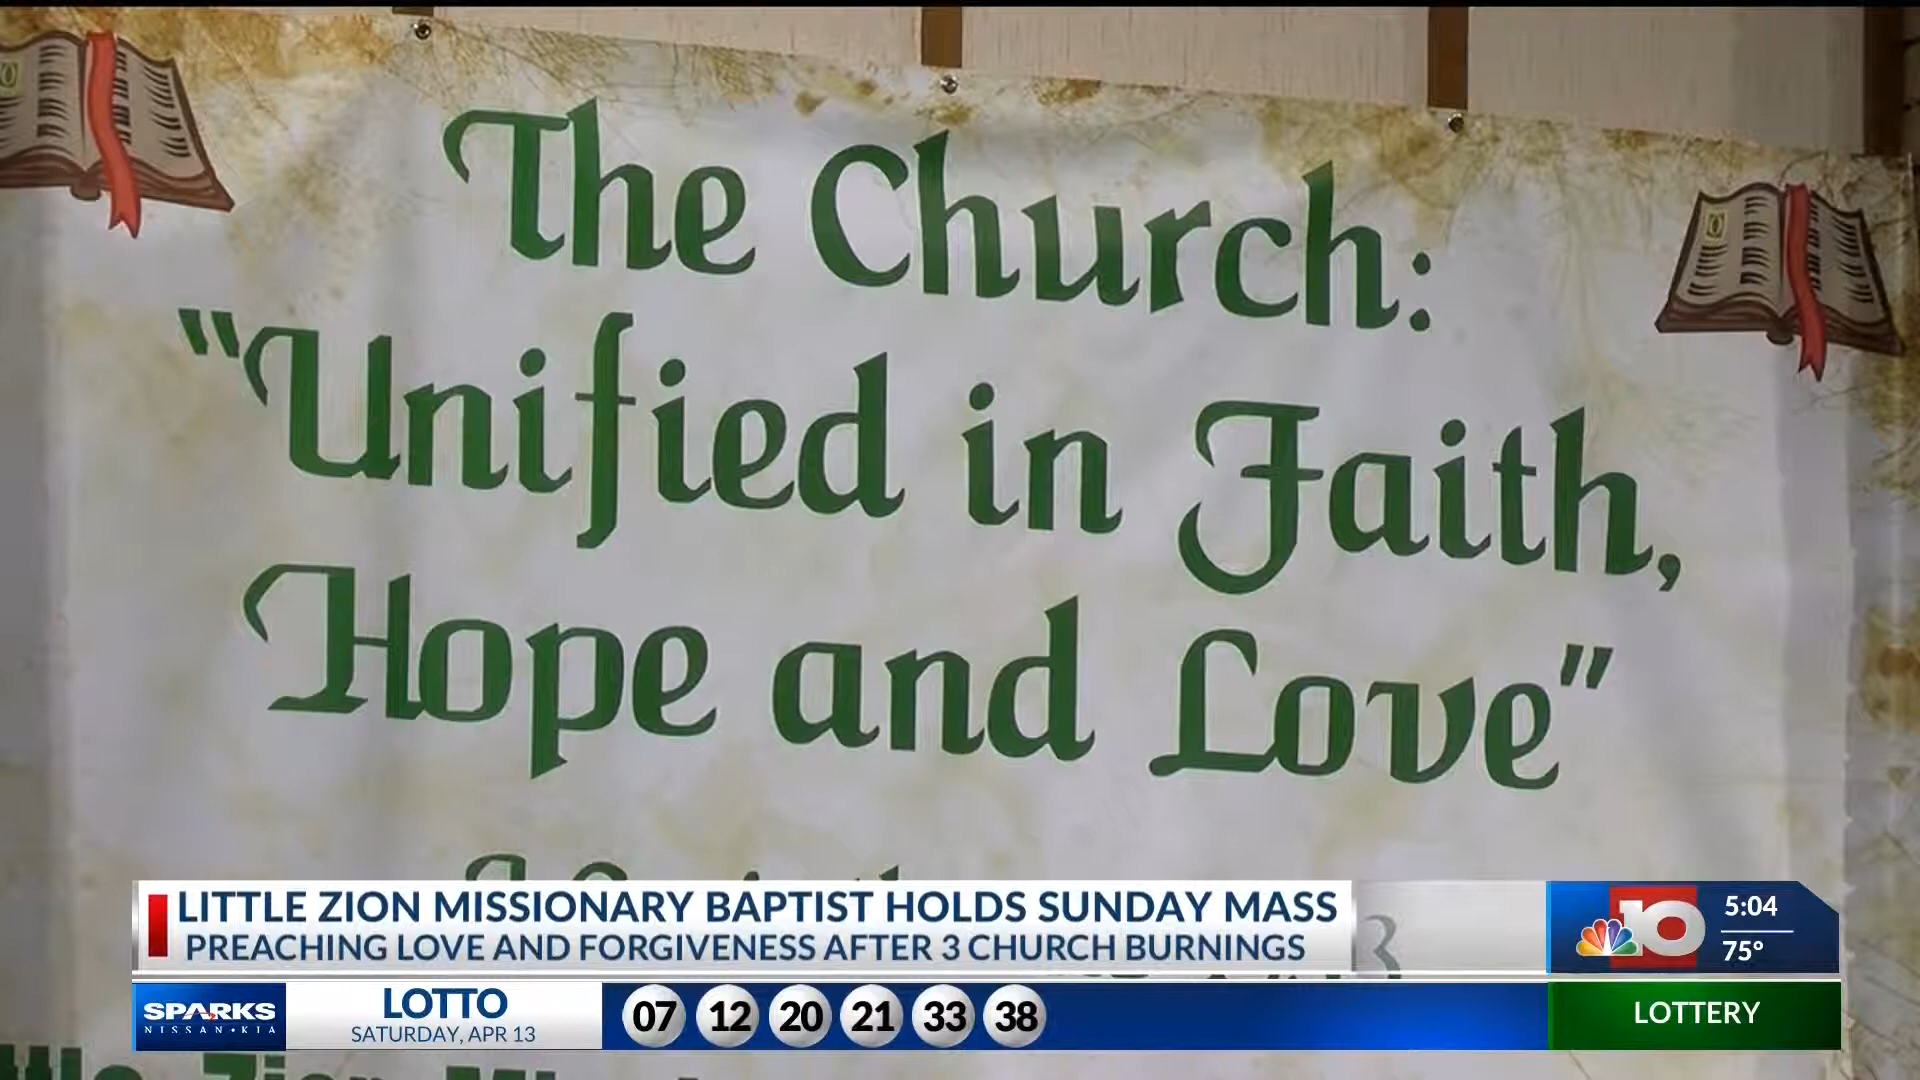 The Church:
"Unified in Faith,
Hope and Love"
LITTLE ZION MISSIONARY BAPTIST HOLDS SUNDAY MASS
PREACHING LOVE AND FORGIVENESS AFTER 3 CHURCH BURNINGS
10
5:04
75°
SPARKS
NISSAN•KIA
LOTTO
SATURDAY, APR 13
07 12 20 21 33 38
LOTTERY